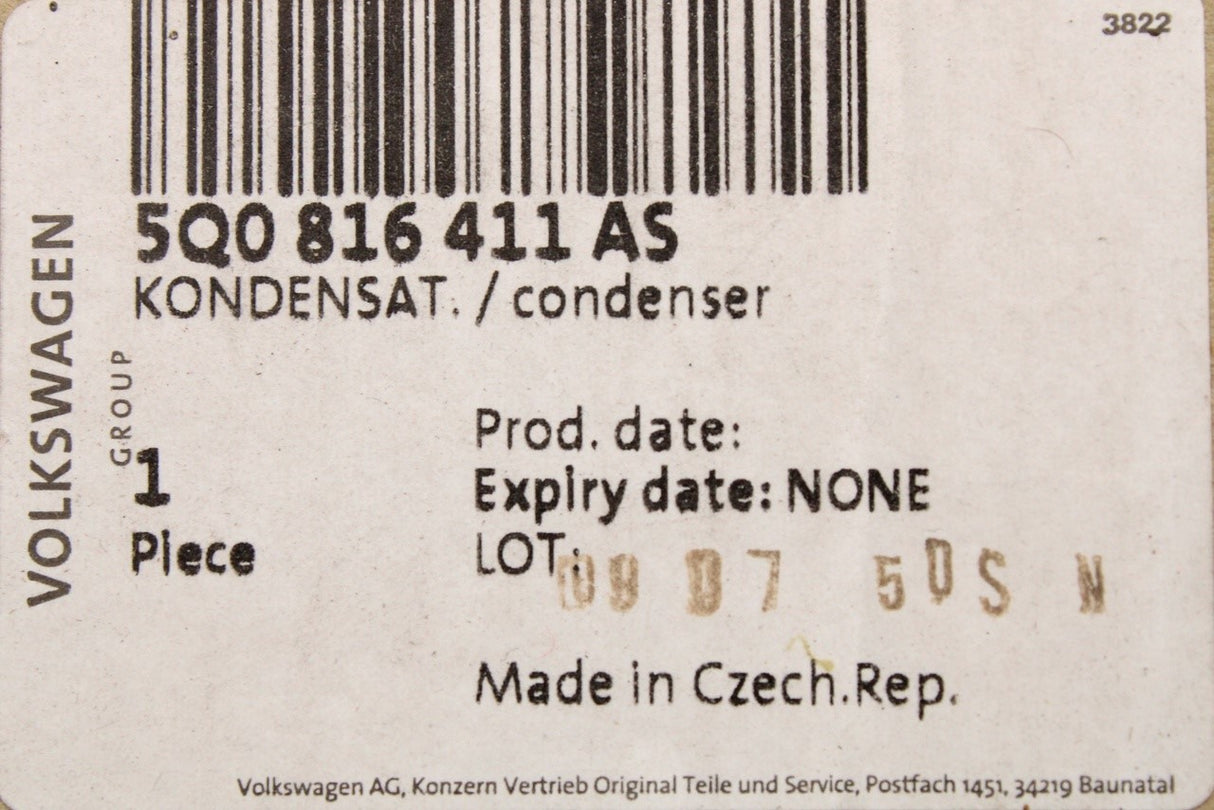 3822
5Q0 816 411 AS
KONDENSAT. / condenser
VOLKSWAGEN
GROUP
1
Piece
Prod. date:
Expiry date: NONE
LOT:
Made in Czech.Rep.
Volkswagen AG, Konzern Vertrieb Original Teile und Service, Postfach 1451, 34219 Baunatal